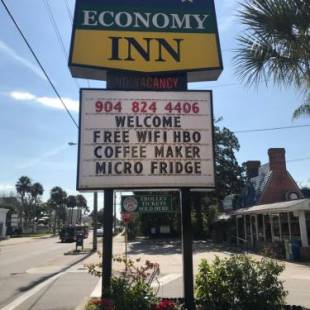 ECONOMY
INN
NO VACANCY
904 824 4406
WELCOME
FREE WIFI HBO
COFFEE MAKER
MICRO FRIDGE
TROLLEY
TICKETS
SOLD HERE